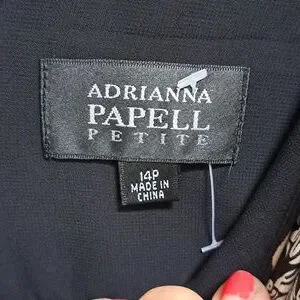 ADRIANNA
PAPELL
PETITE
14P
MADE IN
CHINA